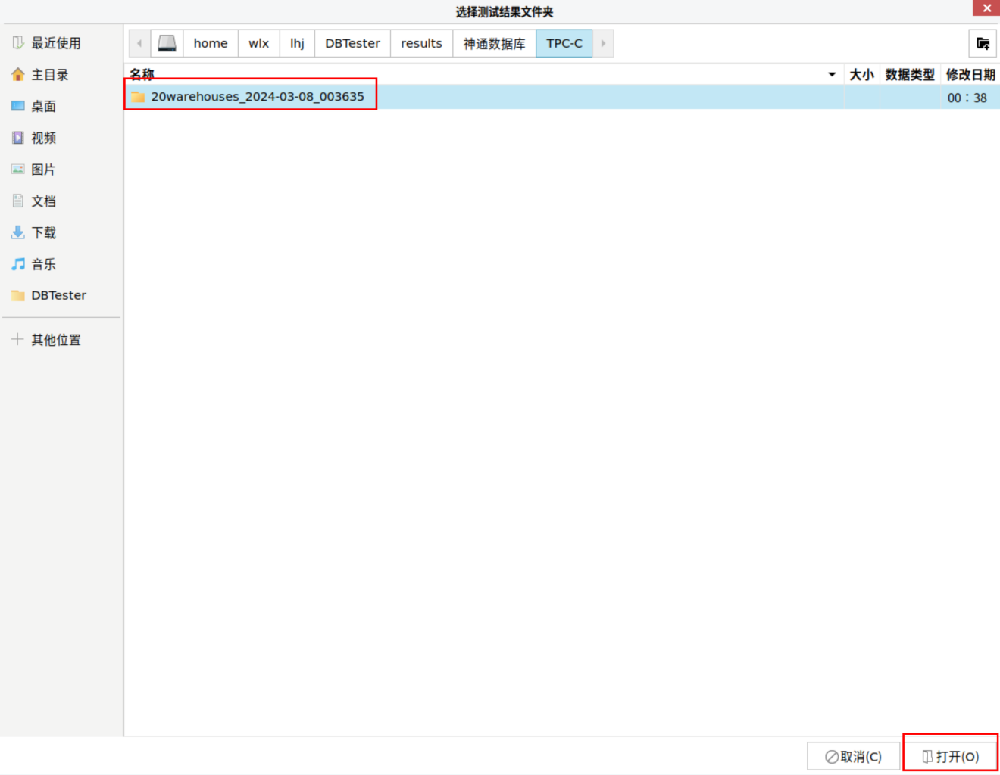 选择测试结果文件夹
最近使用
主目录
桌面
视频
图片
文档
下载
音乐
DBTester
其他位置
home wlx lhj DBTester results 神通数据库 TPC-C
名称 大小 数据类型 修改日期
20warehouses_2024-03-08_003635 00：38
取消(C) 打开(O)